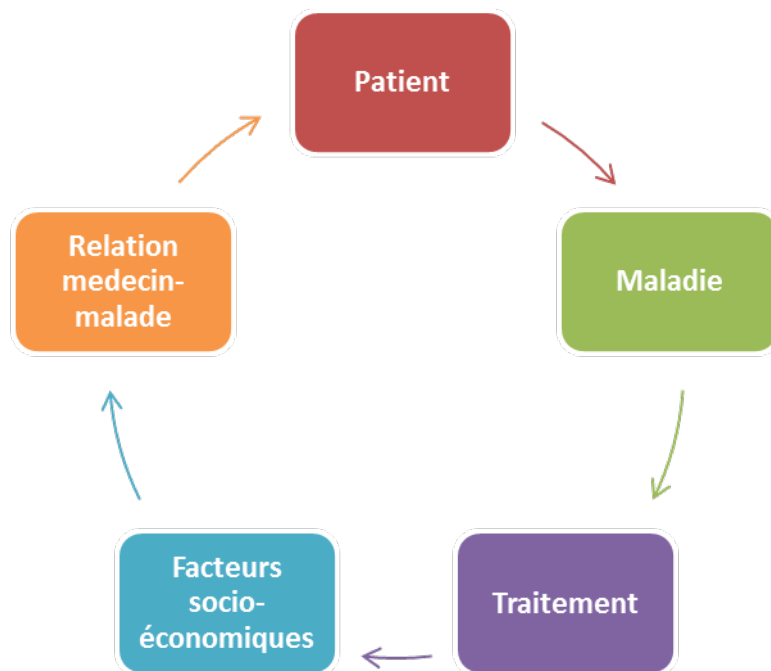 Patient
Maladie
Traitement
Facteurs
socio-
économiques
Relation
medecin-
malade